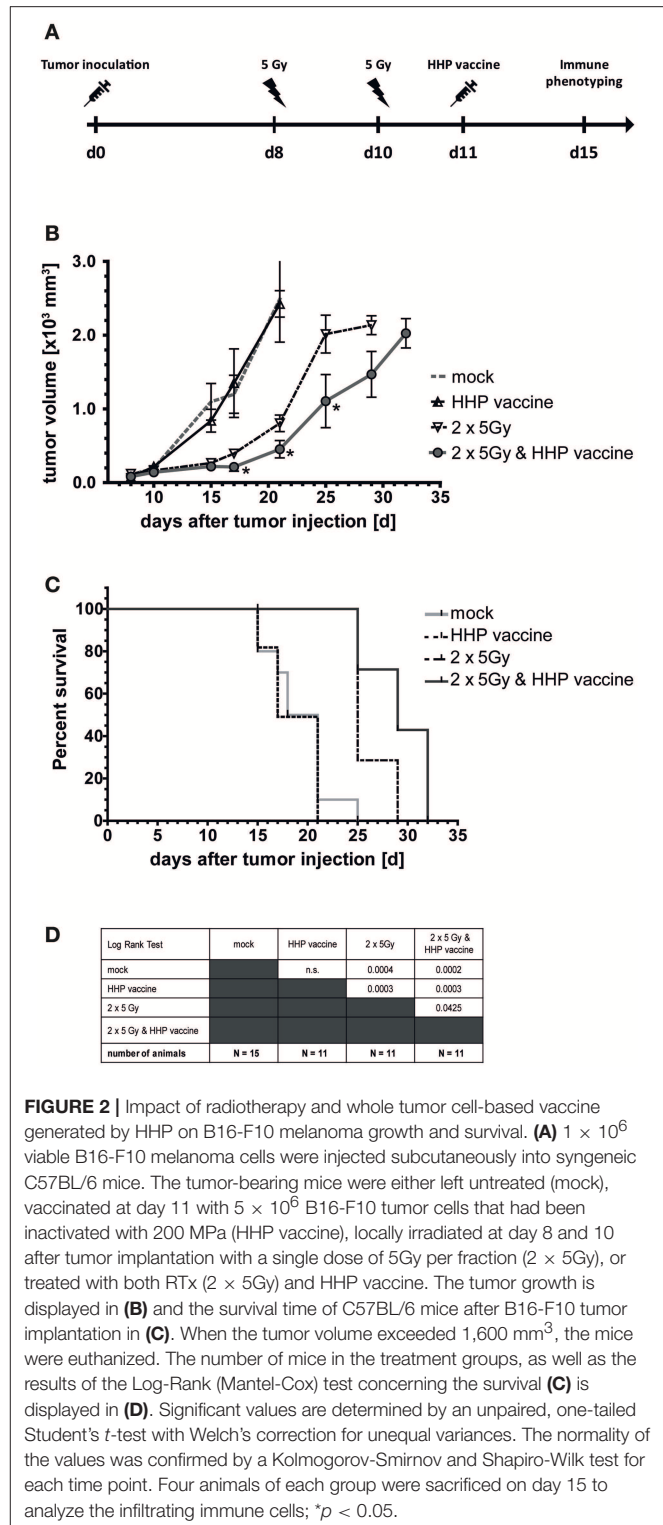 A
Tumor inoculation 5 Gy 5 Gy HHP vaccine Immune
phenotyping
d0 d8 d10 d11 d15
B
tumor volume [x10³ mm³]
3.0
2.0
1.0
0.0
10 15 20 25 30 35
days after tumor injection [d]
mock
HHP vaccine
2 x 5Gy
2 x 5Gy & HHP vaccine
*
*
*
C
Percent survival
100
80
60
40
20
0
0 5 10 15 20 25 30 35
days after tumor injection [d]
mock
HHP vaccine
2 x 5Gy
2 x 5Gy & HHP vaccine
D
Log Rank Test mock HHP vaccine 2 x 5Gy 2 x 5 Gy &
HHP vaccine
mock n.s. 0.0004 0.0002
HHP vaccine 0.0003 0.0003
2 x 5 Gy 0.0425
2 x 5 Gy & HHP vaccine
number of animals N = 15 N = 11 N = 11 N = 11
FIGURE 2 | Impact of radiotherapy and whole tumor cell-based vaccine
generated by HHP on B16-F10 melanoma growth and survival. (A) 1 × 10⁶
viable B16-F10 melanoma cells were injected subcutaneously into syngeneic
C57BL/6 mice. The tumor-bearing mice were either left untreated (mock),
vaccinated at day 11 with 5 × 10⁶ B16-F10 tumor cells that had been
inactivated with 200 MPa (HHP vaccine), locally irradiated at day 8 and 10
after tumor implantation with a single dose of 5Gy per fraction (2 × 5Gy), or
treated with both RTx (2 × 5Gy) and HHP vaccine. The tumor growth is
displayed in (B) and the survival time of C57BL/6 mice after B16-F10 tumor
implantation in (C). When the tumor volume exceeded 1,600 mm³, the mice
were euthanized. The number of mice in the treatment groups, as well as the
results of the Log-Rank (Mantel-Cox) test concerning the survival (C) is
displayed in (D). Significant values are determined by an unpaired, one-tailed
Student's t-test with Welch's correction for unequal variances. The normality of
the values was confirmed by a Kolmogorov-Smirnov and Shapiro-Wilk test for
each time point. Four animals of each group were sacrificed on day 15 to
analyze the infiltrating immune cells; *p < 0.05.